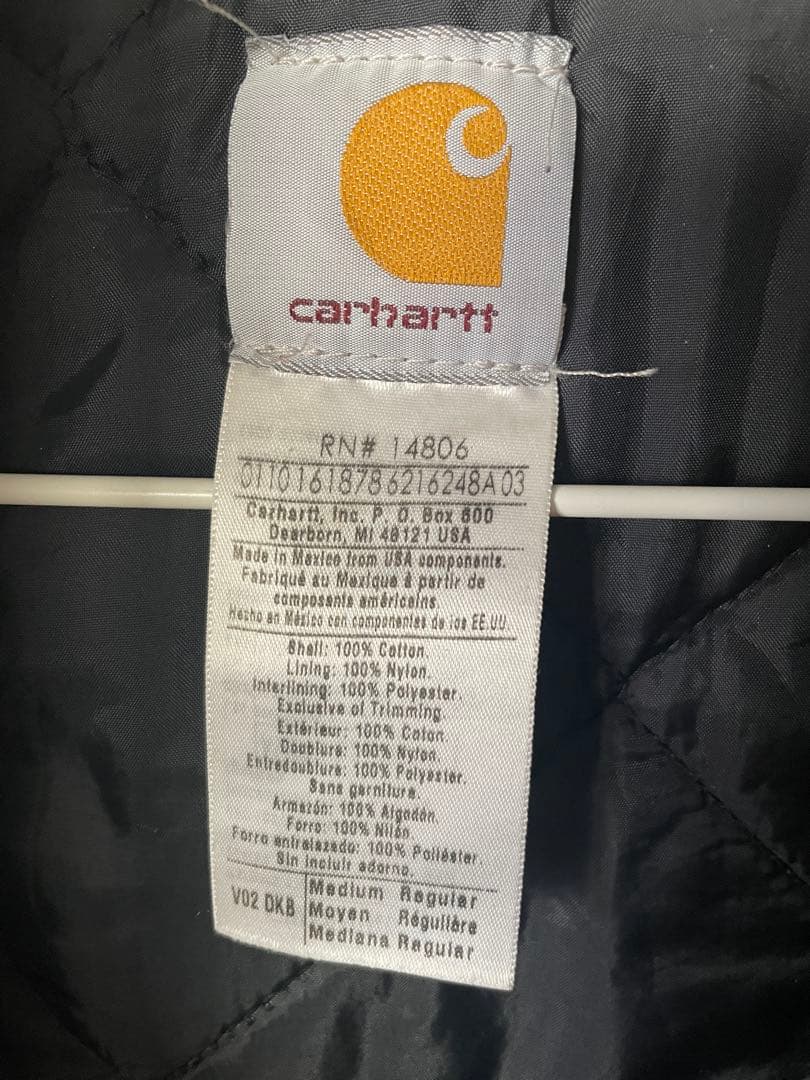 carhartt
RN# 14806
0110161878 6216248A03
Carhartt, Inc. P. O. Box 600
Dearborn, MI 48121 USA
Made in Mexico from USA components.
Fabriqué au Mexique à partir de
composants américains.
Hecho en México con componentes de los EE.UU.
Shell: 100% Cotton.
Lining: 100% Nylon.
Interlining: 100% Polyester.
Exclusive of Trimming
Extérieur: 100% Coton.
Doublure: 100% Nylon.
Entredoublure: 100% Polyester.
Sans garniture.
Armazón: 100% Algodón.
Forro: 100% Nilón
Forro entrelazado: 100% Poliéster.
Sin incluir adorno.
V02 DKB
Medium Regular
Moyen Régulière
Mediana Regular